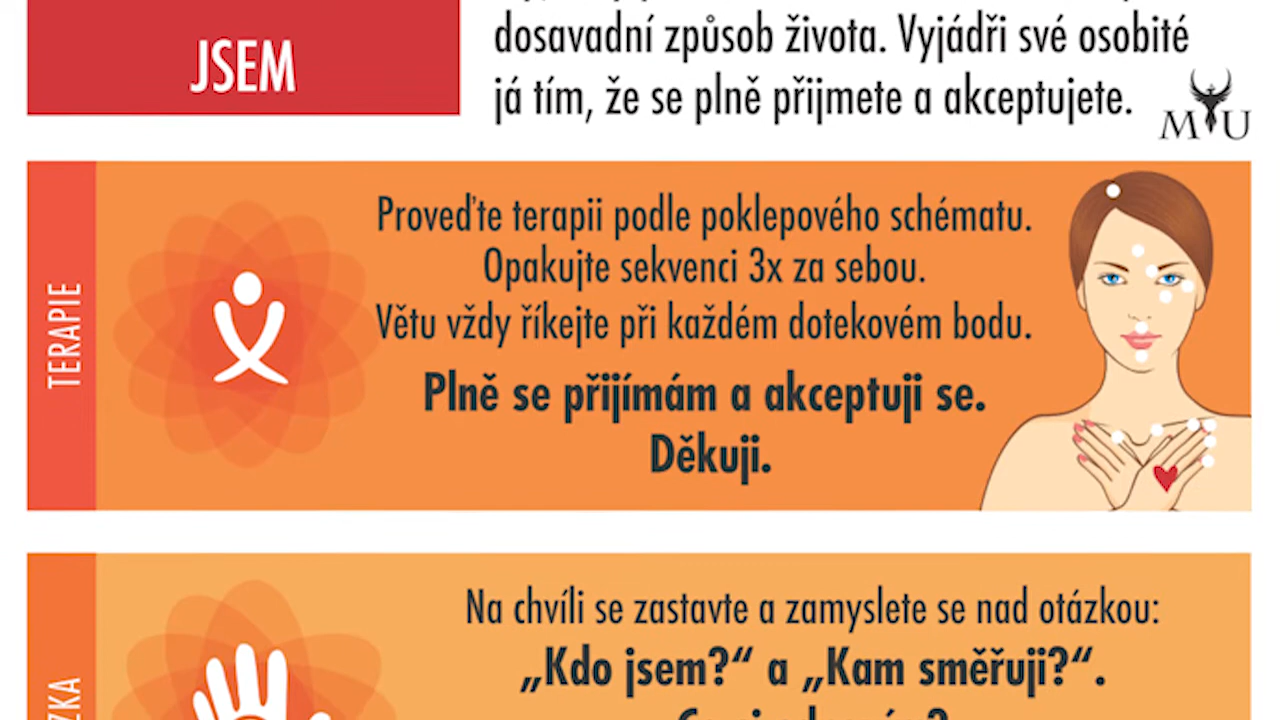 JSEM
dosavadní způsob života. Vyjádři své osobité
já tím, že se plně přijmete a akceptujete.
M U
TERAPIE
Proveďte terapii podle poklepového schématu.
Opakujte sekvenci 3x za sebou.
Větu vždy říkejte při každém dotekovém bodu.
Plně se přijímám a akceptuji se.
Děkuji.
Na chvíli se zastavte a zamyslete se nad otázkou:
„Kdo jsem?“ a „Kam směřuji?“.